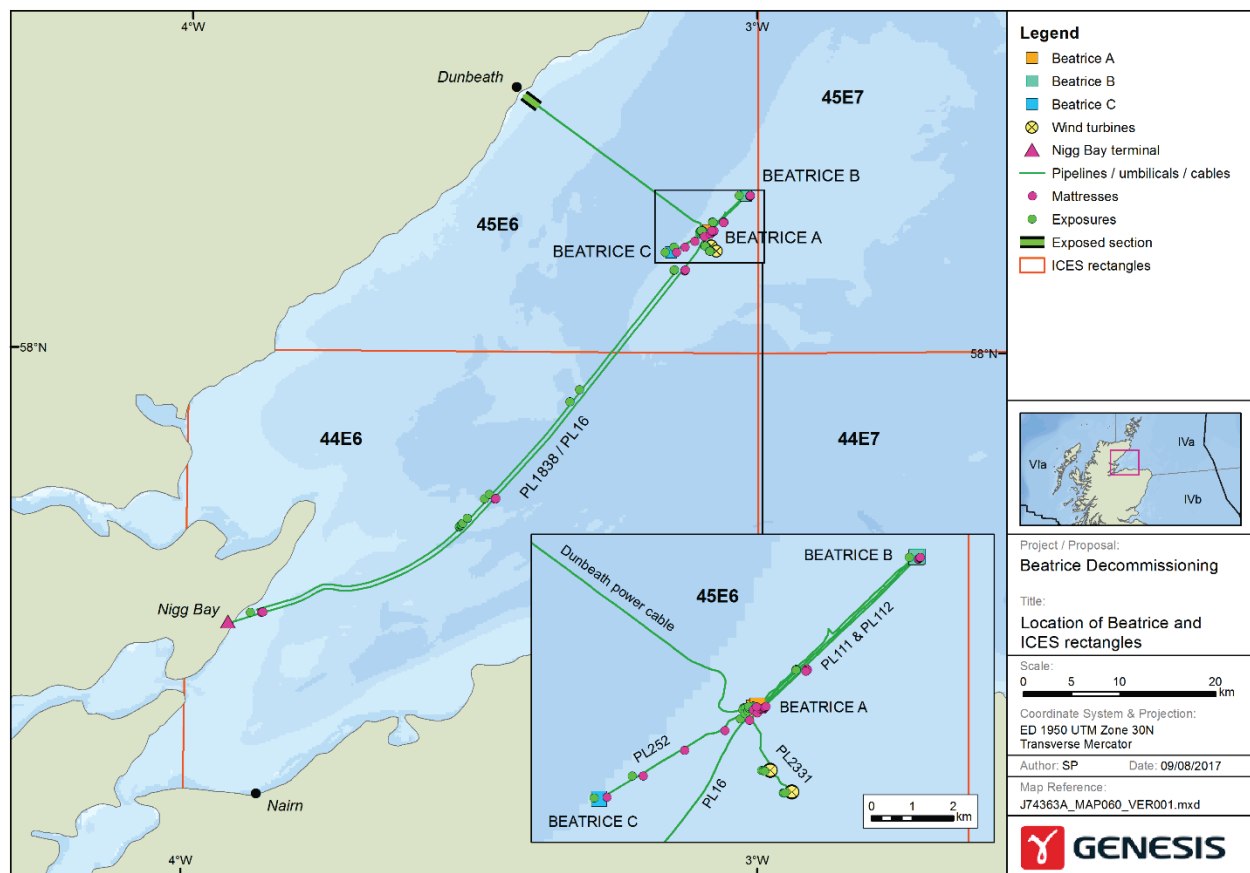 4°W
3°W
Dunbeath
45E7
BEATRICE B
45E6
BEATRICE A
BEATRICE C
58°N
58°N
44E6
44E7
PL1838 / PL16
Nigg Bay
Nairn
4°W
3°W
BEATRICE B
Dunbeath power cable
45E6
PL111 & PL112
BEATRICE A
PL252
PL2331
PL16
BEATRICE C
0 1 2
km
Legend
Beatrice A
Beatrice B
Beatrice C
Wind turbines
Nigg Bay terminal
Pipelines / umbilicals / cables
Mattresses
Exposures
Exposed section
ICES rectangles
VIa
IVa
IVb
Project / Proposal:
Beatrice Decommissioning
Title:
Location of Beatrice and
ICES rectangles
Scale:
0 5 10 20
km
Coordinate System & Projection:
ED 1950 UTM Zone 30N
Transverse Mercator
Author: SP Date: 09/08/2017
Map Reference:
J74363A_MAP060_VER001.mxd
GENESIS